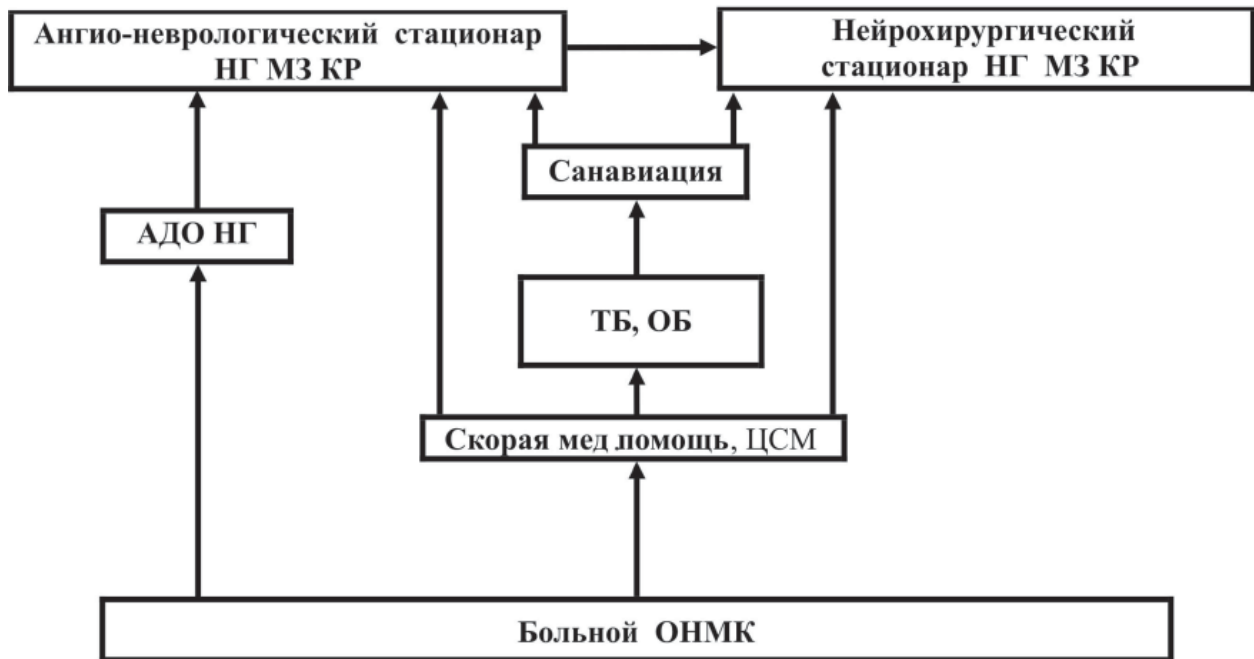 Ангио-неврологический стационар
НГ МЗ КР
Нейрохирургический
стационар НГ МЗ КР
Санавиация
АДО НГ
ТБ, ОБ
Скорая мед.помощь, ЦСМ
Больной ОНМК